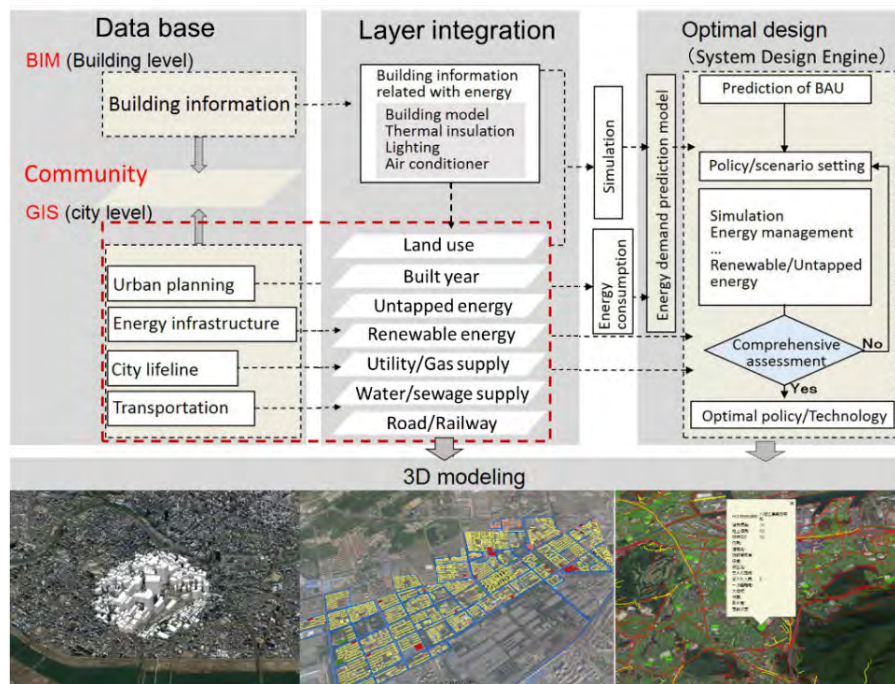 Data base
BIM (Building level)
Building information
Community
GIS (city level)
Urban planning
Energy infrastructure
City lifeline
Transportation
Layer integration
Building information
related with energy
Building model
Thermal insulation
Lighting
Air conditioner
Land use
Built year
Untapped energy
Renewable energy
Utility/Gas supply
Water/sewage supply
Road/Railway
Simulation
Energy
consumption
Energy demand prediction model
Optimal design
（System Design Engine）
Prediction of BAU
Policy/scenario setting
Simulation
Energy management
...
Renewable/Untapped
energy
Comprehensive
assessment
No
Yes
Optimal policy/Technology
3D modeling